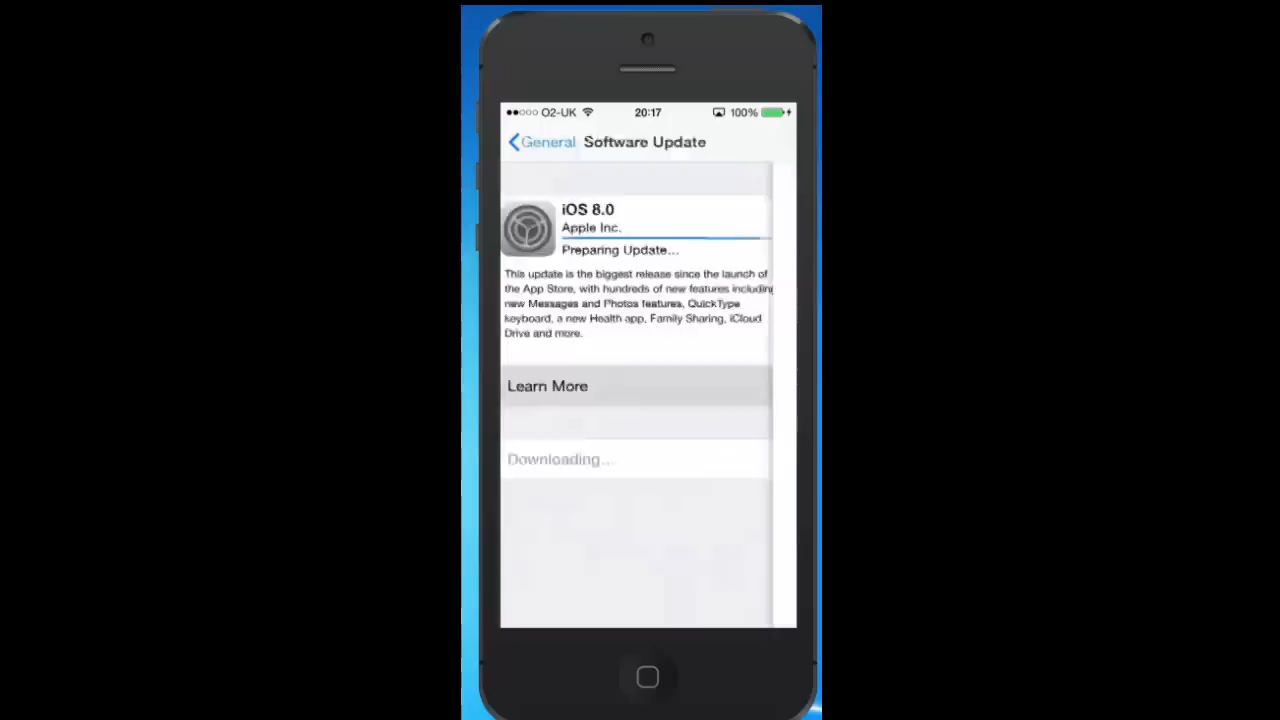 O2-UK 20:17 100%
General Software Update
iOS 8.0
Apple Inc.
Preparing Update...
This update is the biggest release since the launch of
the App Store, with hundreds of new features including
new Messages and Photos features, QuickType
keyboard, a new Health app, Family Sharing, iCloud
Drive and more.
Learn More
Downloading...